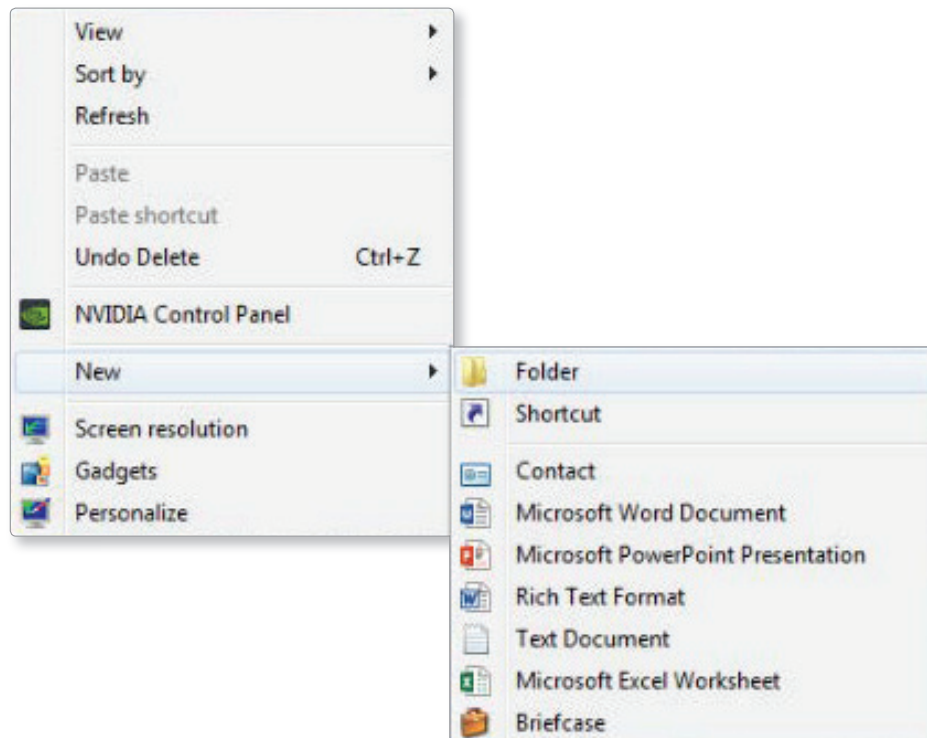 View
Sort by
Refresh
Paste
Paste shortcut
Undo Delete Ctrl+Z
NVIDIA Control Panel
New
Screen resolution
Gadgets
Personalize
Folder
Shortcut
Contact
Microsoft Word Document
Microsoft PowerPoint Presentation
Rich Text Format
Text Document
Microsoft Excel Worksheet
Briefcase